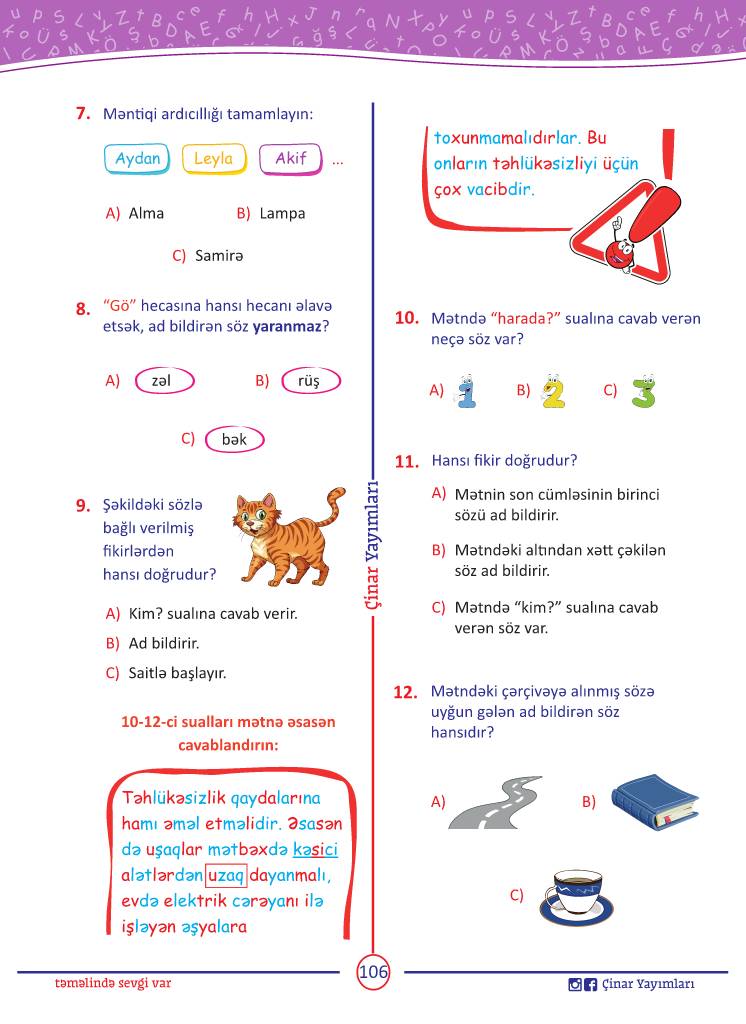 7. Məntiqi ardıcıllığı tamamlayın:
Aydan Leyla Akif ...
A) Alma B) Lampa
C) Samirə
8. “Gö” hecasına hansı hecanı əlavə
etsək, ad bildirən söz yaranmaz?
A) zəl B) rüş
C) bək
9. Şəkildəki sözlə
bağlı verilmiş
fikirlərdən
hansı doğrudur?
A) Kim? sualına cavab verir.
B) Ad bildirir.
C) Saitlə başlayır.
10-12-ci sualları mətnə əsasən
cavablandırın:
Təhlükəsizlik qaydalarına
hamı əməl etməlidir. Əsasən
də uşaqlar mətbəxdə kəsici
alətlərdən uzaq dayanmalı,
evdə elektrik cərəyanı ilə
işləyən əşyalara
Çinar Yayımları
toxunmamalıdırlar. Bu
onların təhlükəsizliyi üçün
çox vacibdir.
10. Mətndə “harada?” sualına cavab verən
neçə söz var?
A) 1 B) 2 C) 3
11. Hansı fikir doğrudur?
A) Mətnin son cümləsinin birinci
sözü ad bildirir.
B) Mətndəki altından xətt çəkilən
söz ad bildirir.
C) Mətndə “kim?” sualına cavab
verən söz var.
12. Mətndəki çərçivəyə alınmış sözə
uyğun gələn ad bildirən söz
hansıdır?
A) B)
C)
təməlində sevgi var
106
Çinar Yayımları